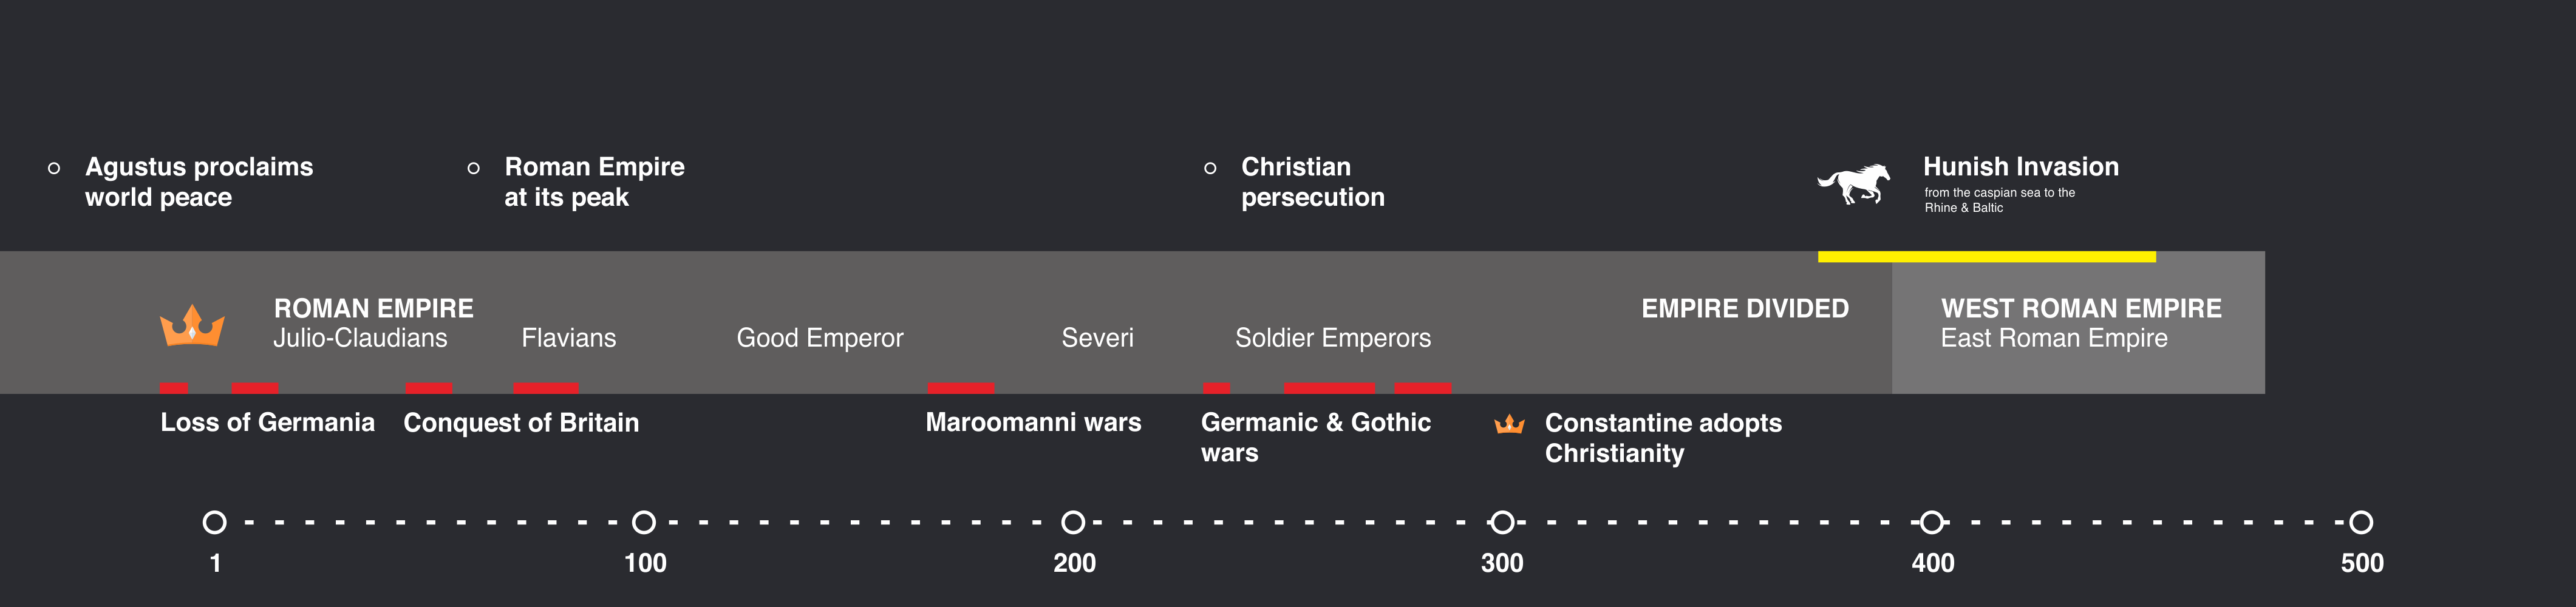 Agustus proclaims
world peace
Roman Empire
at its peak
Christian
persecution
Hunish Invasion
from the caspian sea to the
Rhine & Baltic
ROMAN EMPIRE
Julio-Claudians
Flavians
Good Emperor
Severi
Soldier Emperors
EMPIRE DIVIDED
WEST ROMAN EMPIRE
East Roman Empire
Loss of Germania
Conquest of Britain
Maroomanni wars
Germanic & Gothic
wars
Constantine adopts
Christianity
1
100
200
300
400
500